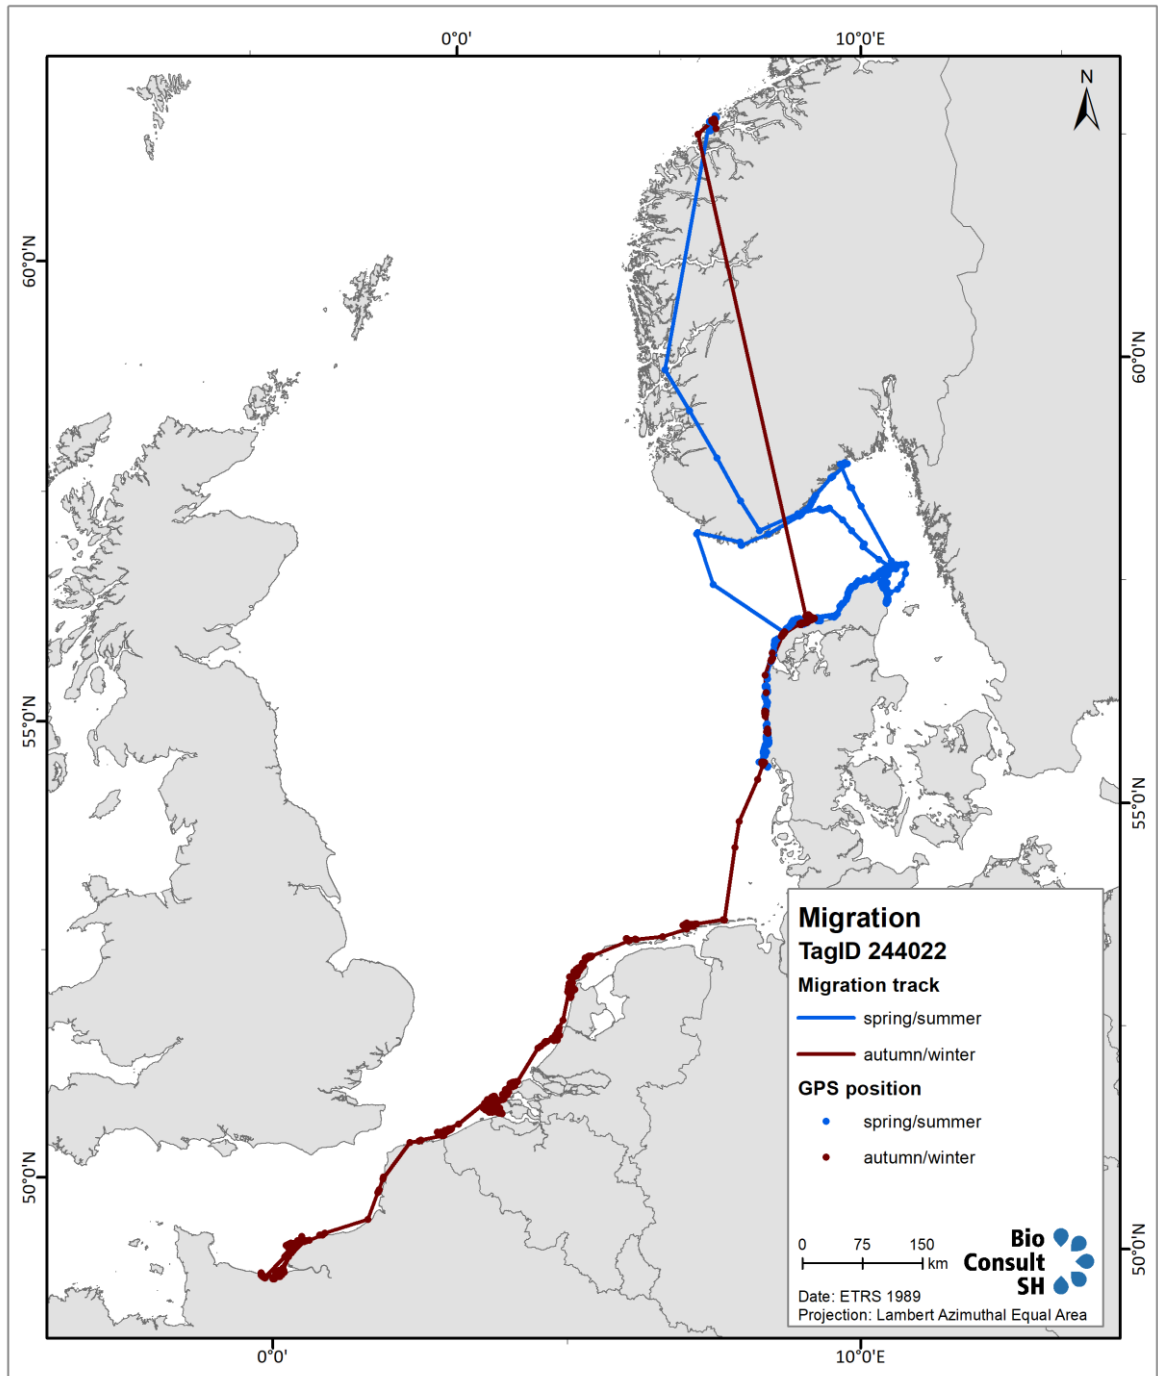 0°0'
10°0'E
N
60°0'N
60°0'N
55°0'N
55°0'N
50°0'N
50°0'N
Migration
TagID 244022
Migration track
spring/summer
autumn/winter
GPS position
spring/summer
autumn/winter
0 75 150
km
Bio
Consult
SH
Date: ETRS 1989
Projection: Lambert Azimuthal Equal Area
0°0'
10°0'E